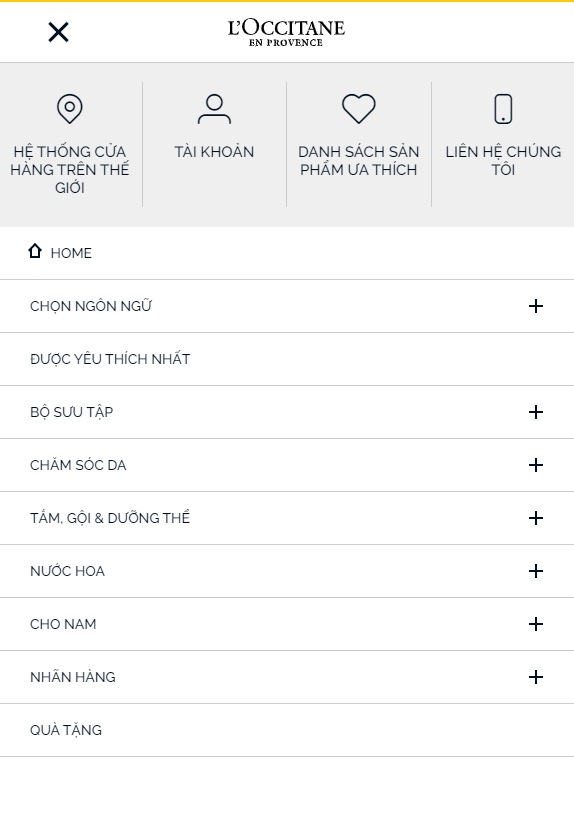 L'OCCITANE
EN PROVENCE
HỆ THỐNG CỬA
HÀNG TRÊN THẾ
GIỚI
TÀI KHOẢN
DANH SÁCH SẢN
PHẨM ƯA THÍCH
LIÊN HỆ CHÚNG
TÔI
HOME
CHỌN NGÔN NGỮ
ĐƯỢC YÊU THÍCH NHẤT
BỘ SƯU TẬP
CHĂM SÓC DA
TẮM, GỘI & DƯỠNG THỂ
NƯỚC HOA
CHO NAM
NHÃN HÀNG
QUÀ TẶNG